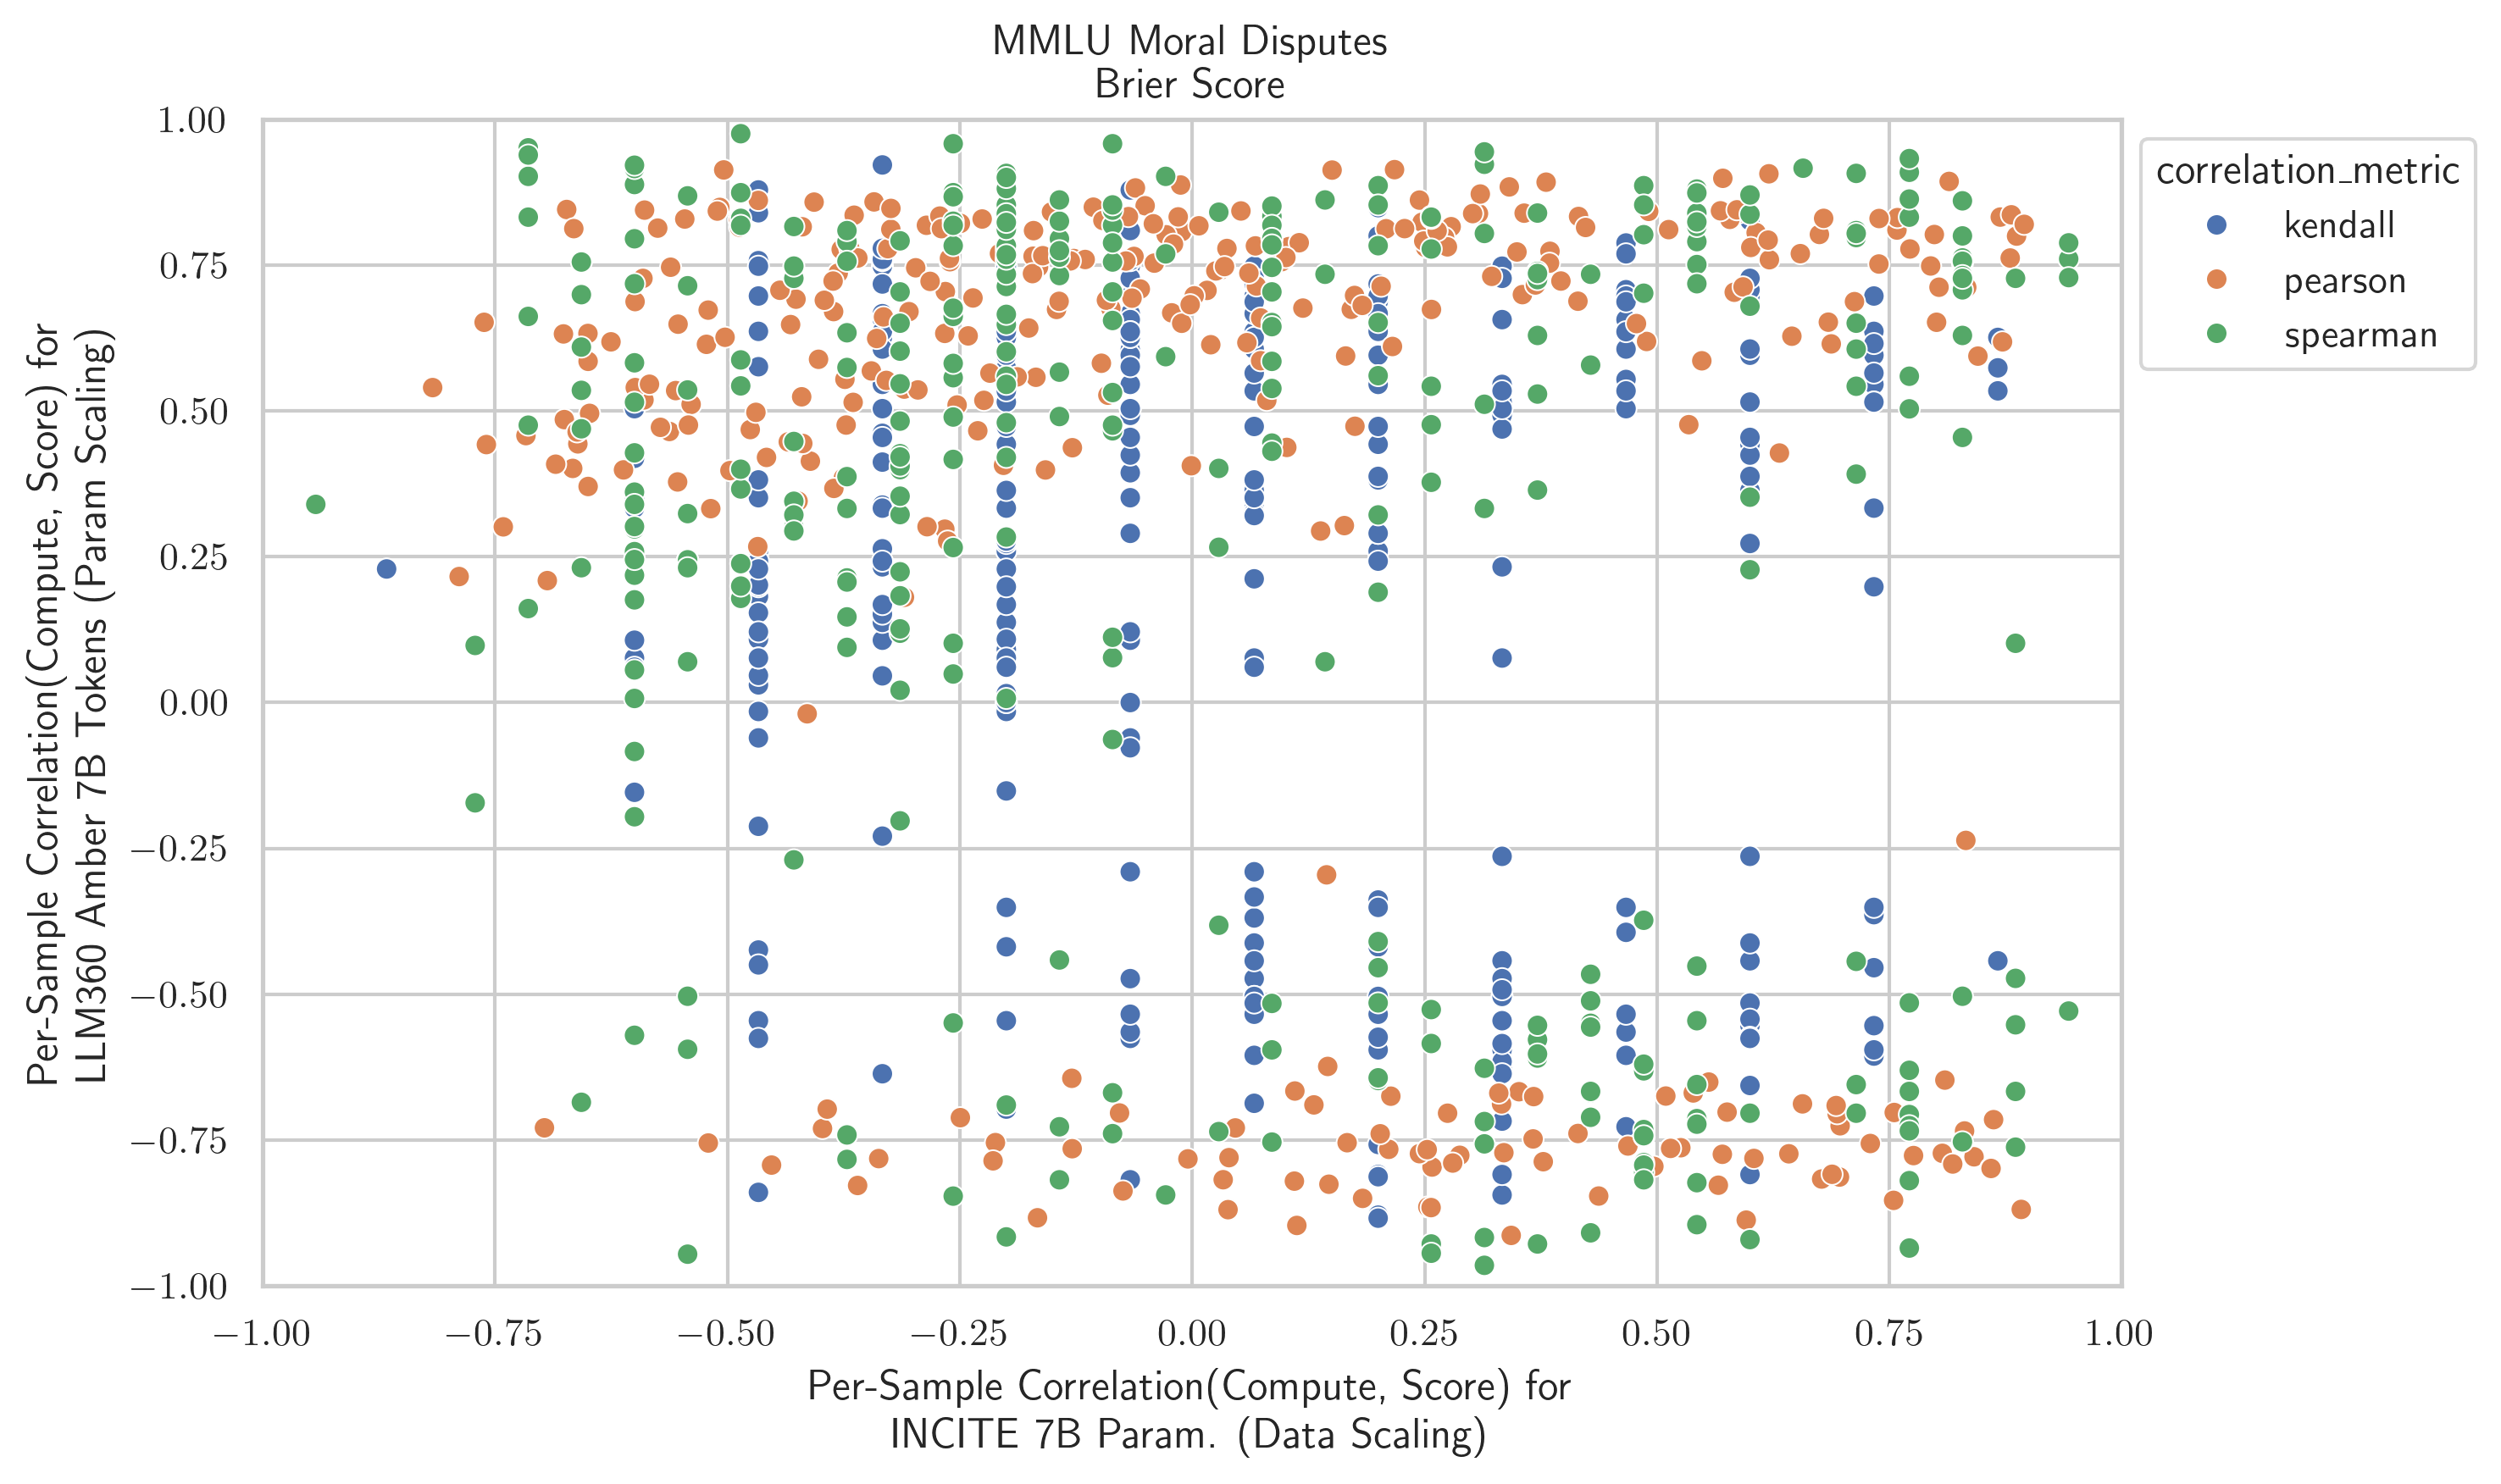 MMLU Moral Disputes
Brier Score
Per-Sample Correlation(Compute, Score) for
LLM360 Amber 7B Tokens (Param Scaling)
1.00
0.75
0.50
0.25
0.00
−0.25
−0.50
−0.75
−1.00
correlation_metric
kendall
pearson
spearman
−1.00 −0.75 −0.50 −0.25 0.00 0.25 0.50 0.75 1.00
Per-Sample Correlation(Compute, Score) for
INCITE 7B Param. (Data Scaling)